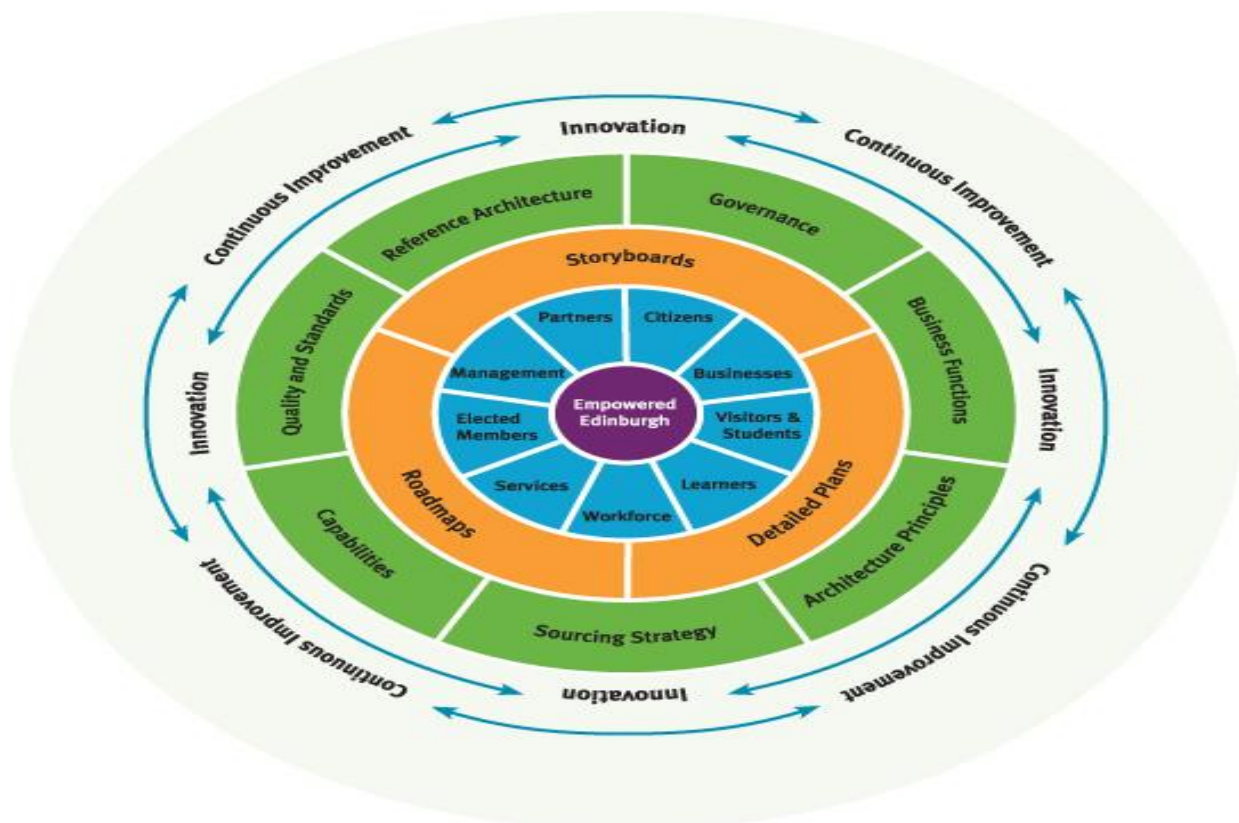 Innovation
Continuous Improvement
Innovation
Continuous Improvement
Innovation
Continuous Improvement
Innovation
Continuous Improvement
Reference Architecture
Governance
Business Functions
Architecture Principles
Sourcing Strategy
Capabilities
Quality and Standards
Storyboards
Detailed Plans
Roadmaps
Partners
Citizens
Businesses
Visitors &
Students
Learners
Workforce
Services
Elected
Members
Management
Empowered
Edinburgh